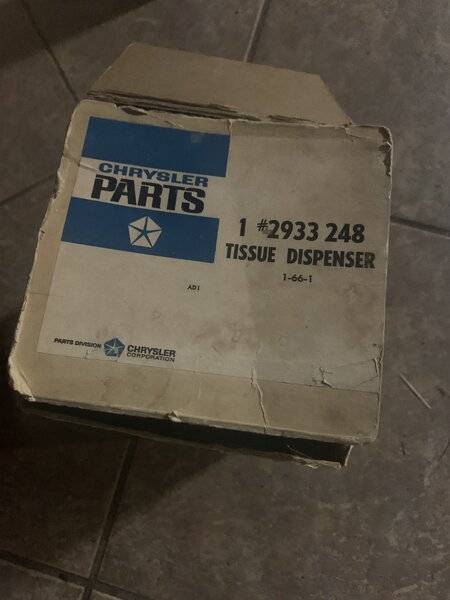 CHRYSLER
PARTS
1 #2933 248
TISSUE DISPENSER
1-66-1
AD1
PARTS DIVISION CHRYSLER
CORPORATION